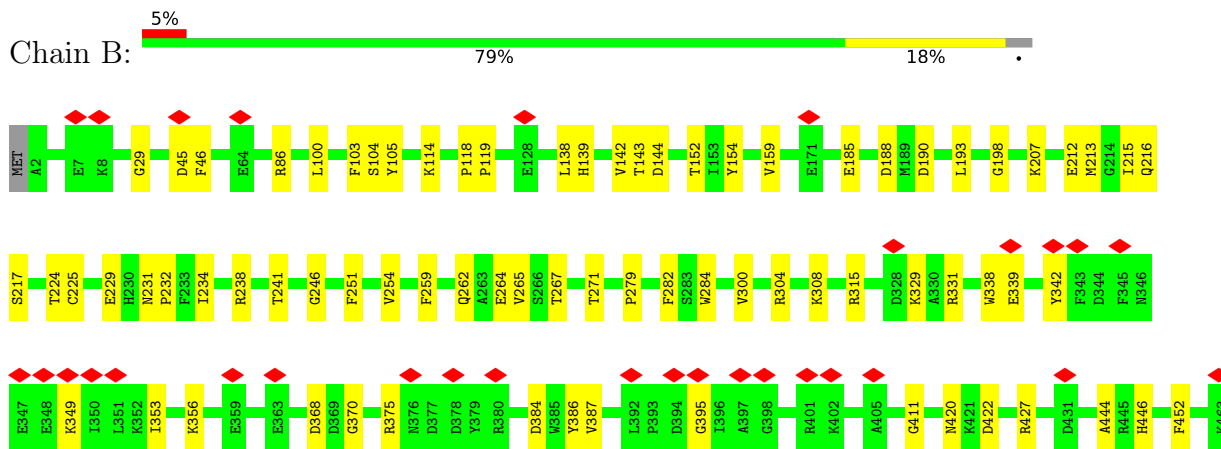 5%
Chain B:
79% 18% •
MET A2 E7 K8 G29 D45 F46 E64 R86 L100 F103 S104 Y105 K114 P118 P119 E128 L138 H139 V142 T143 D144 T152 I153 Y154 V159 E171 E185 D188 M189 D190 L193 G198 K207 E212 M213 G214 I215 Q216
S217 T224 C225 E229 H230 N231 P232 F233 I234 R238 T241 G246 F251 V254 F259 Q262 A263 E264 V265 S266 T267 T271 P279 F282 S283 W284 V300 R304 K308 R315 D328 K329 A330 R331 W338 E339 Y342 F343 D344 F345 N346
E347 E348 K349 I350 L351 K352 I353 K356 E359 E363 D368 D369 G370 R375 N376 D377 D378 Y379 R380 D384 W385 Y386 V387 L392 P393 D394 G395 I396 A397 G398 R401 K402 A405 G411 N420 K421 D422 R427 D431 A444 R445 H446 F452